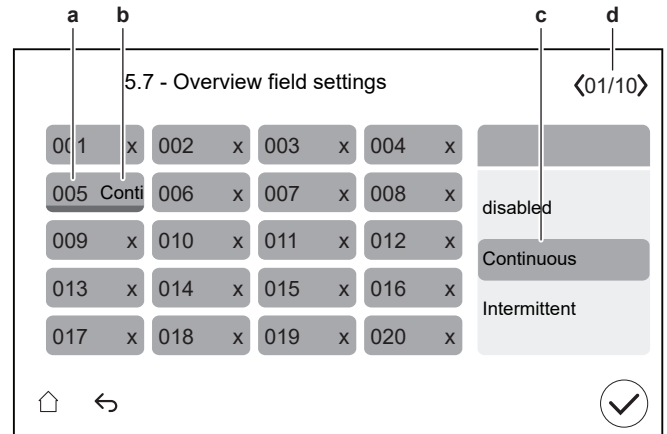 a b c d
5.7 - Overview field settings ❮01/10❯
001 x 002 x 003 x 004 x
005 Conti 006 x 007 x 008 x
disabled
009 x 010 x 011 x 012 x
Continuous
013 x 014 x 015 x 016 x
Intermittent
017 x 018 x 019 x 020 x